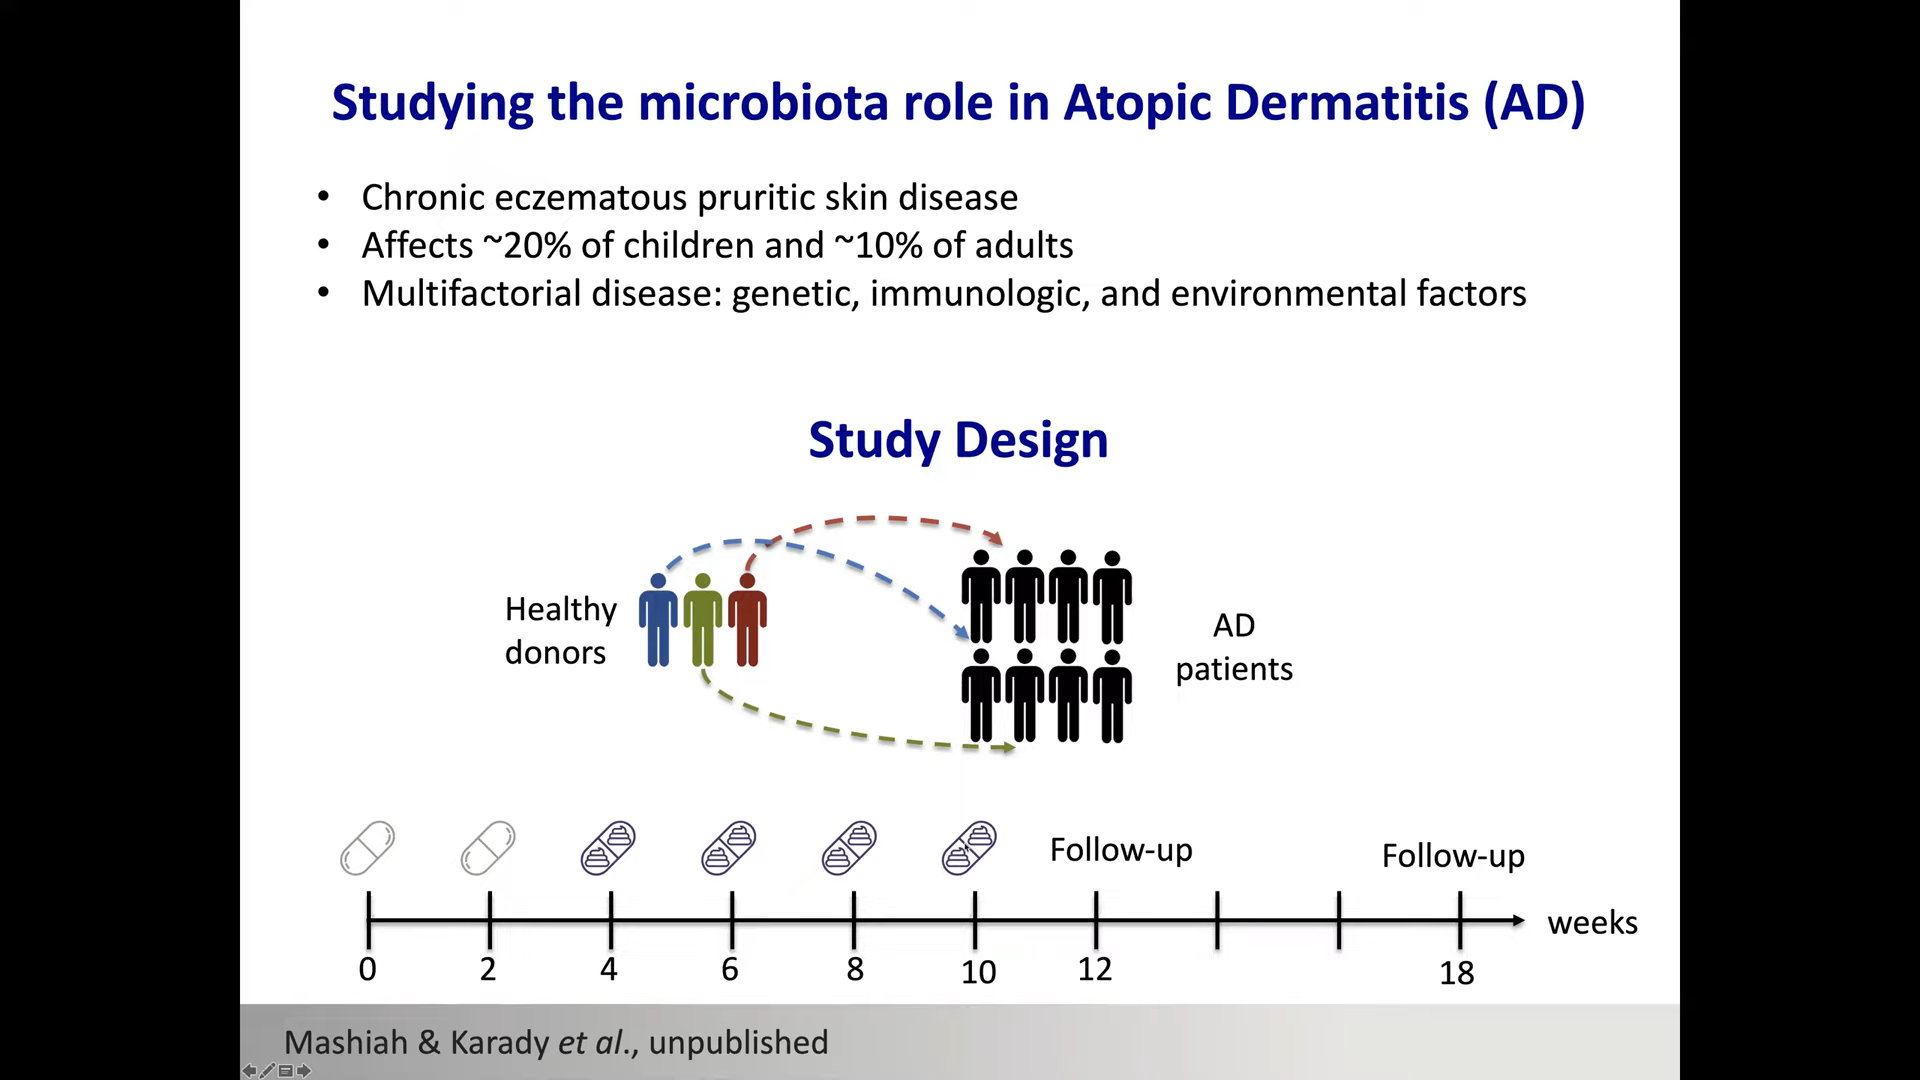 Studying the microbiota role in Atopic Dermatitis (AD)
• Chronic eczematous pruritic skin disease
• Affects ~20% of children and ~10% of adults
• Multifactorial disease: genetic, immunologic, and environmental factors
Study Design
Healthy
donors
AD
patients
Follow-up
Follow-up
weeks
0 2 4 6 8 10 12 18
Mashiah & Karady et al., unpublished